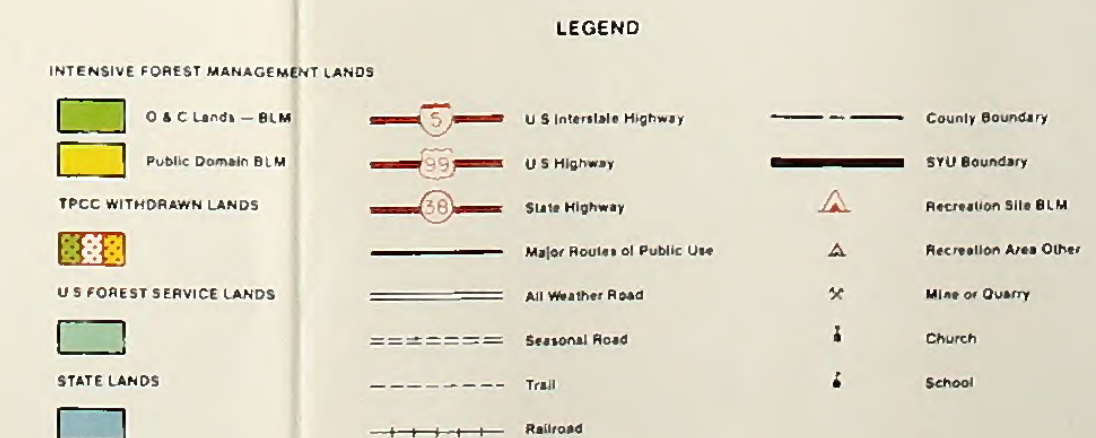 LEGEND
INTENSIVE FOREST MANAGEMENT LANDS
O & C Lands — BLM
Public Domain BLM
TPCC WITHDRAWN LANDS
U S FOREST SERVICE LANDS
STATE LANDS
5 U S Interstate Highway
99 U S Highway
38 State Highway
Major Routes of Public Use
All Weather Road
Seasonal Road
Trail
Railroad
County Boundary
SYU Boundary
Recreation Site BLM
Recreation Area Other
Mine or Quarry
Church
School